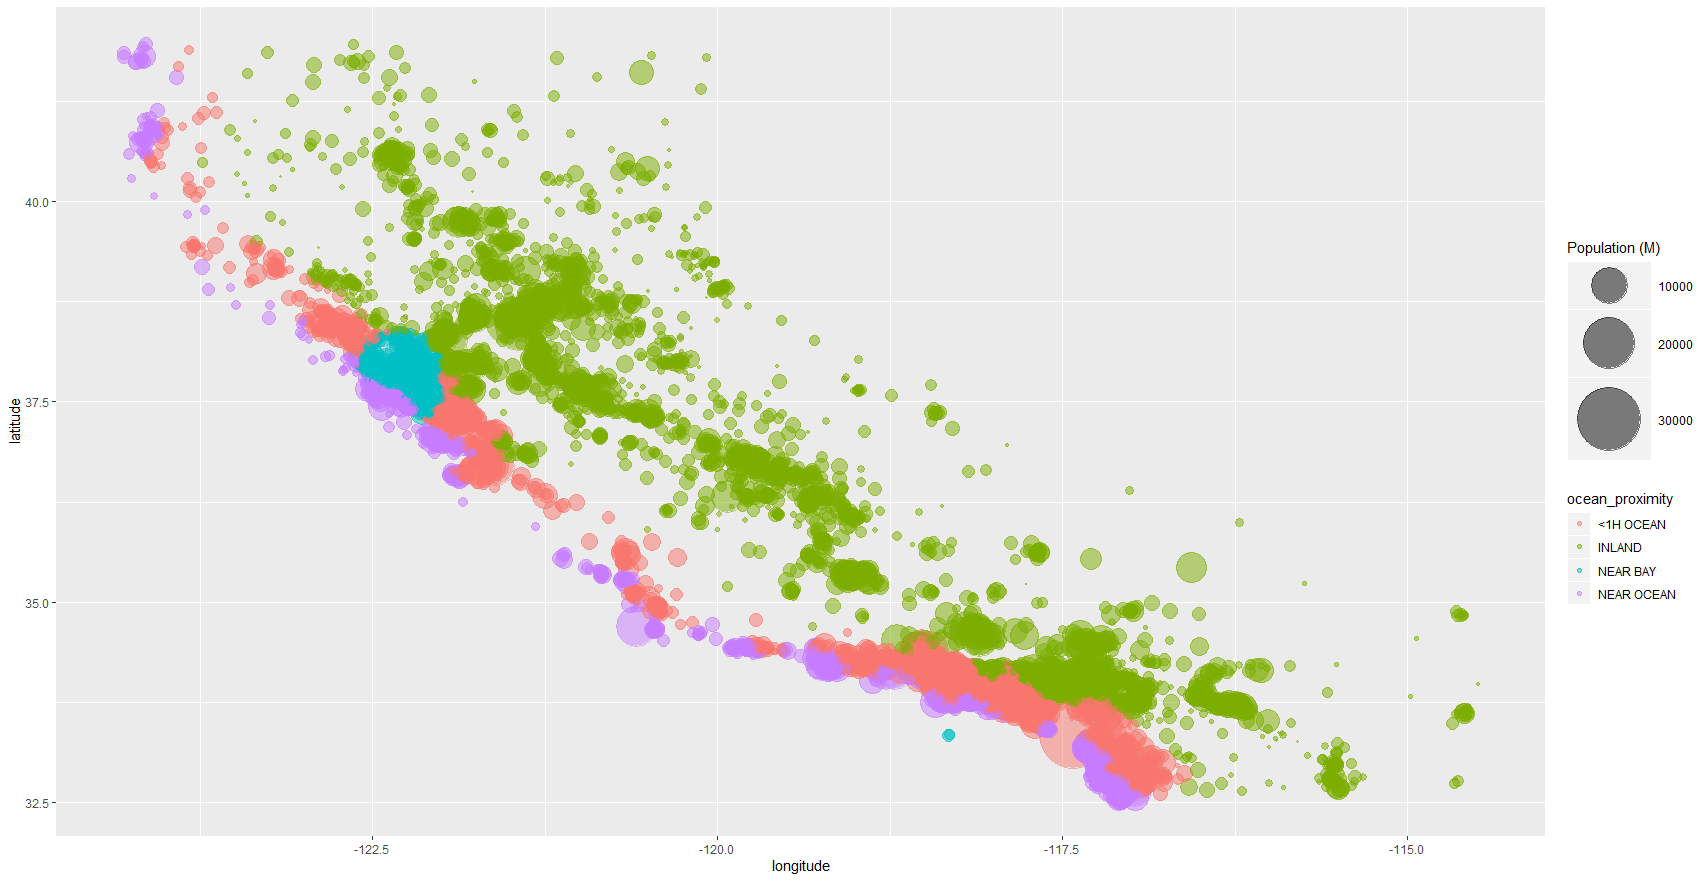 latitude
40.0
37.5
35.0
32.5
-122.5
-120.0
-117.5
-115.0
longitude
Population (M)
10000
20000
30000
ocean_proximity
<1H OCEAN
INLAND
NEAR BAY
NEAR OCEAN